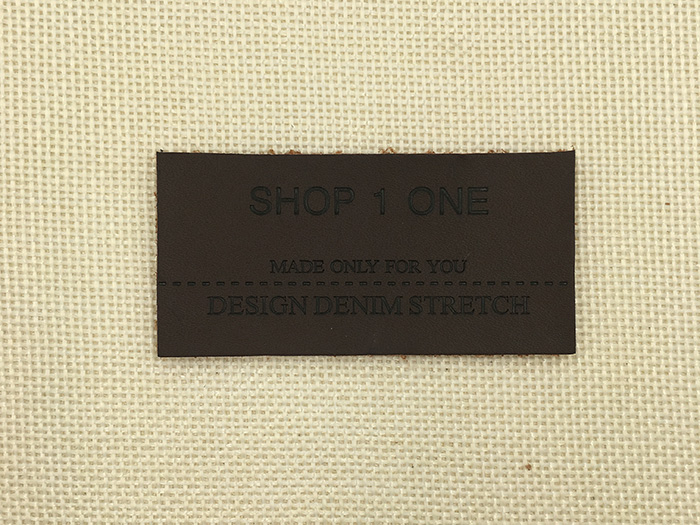 SHOP 1 ONE
MADE ONLY FOR YOU
DESIGN DENIM STRETCH